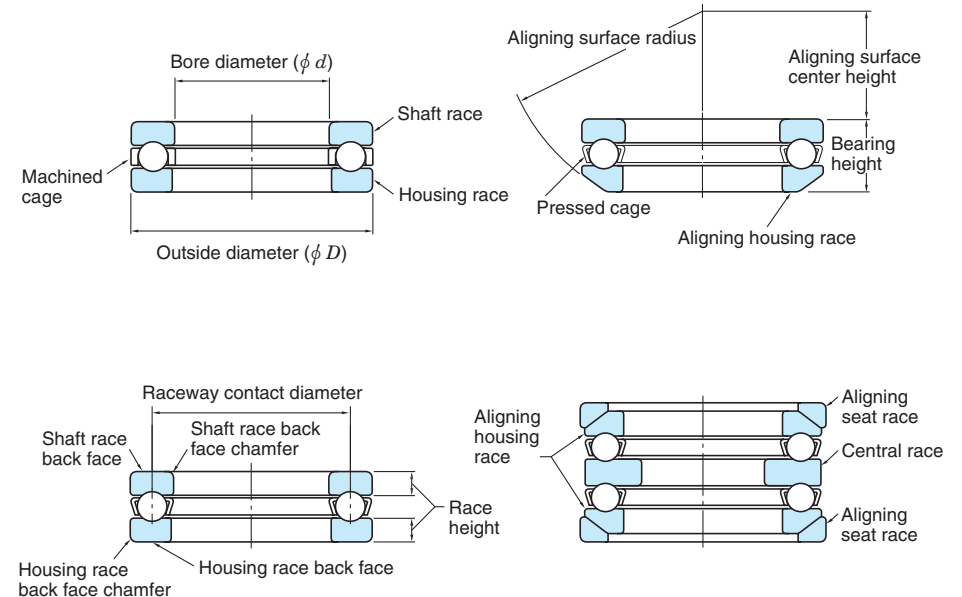 Bore diameter (ϕ d)
Shaft race
Machined
cage
Housing race
Outside diameter (ϕ D)
Aligning surface radius
Aligning surface
center height
Bearing
height
Pressed cage
Aligning housing race
Raceway contact diameter
Shaft race
back face
Shaft race back
face chamfer
Race
height
Housing race back face
Housing race
back face chamfer
Aligning
housing
race
Aligning
seat race
Central race
Aligning
seat race